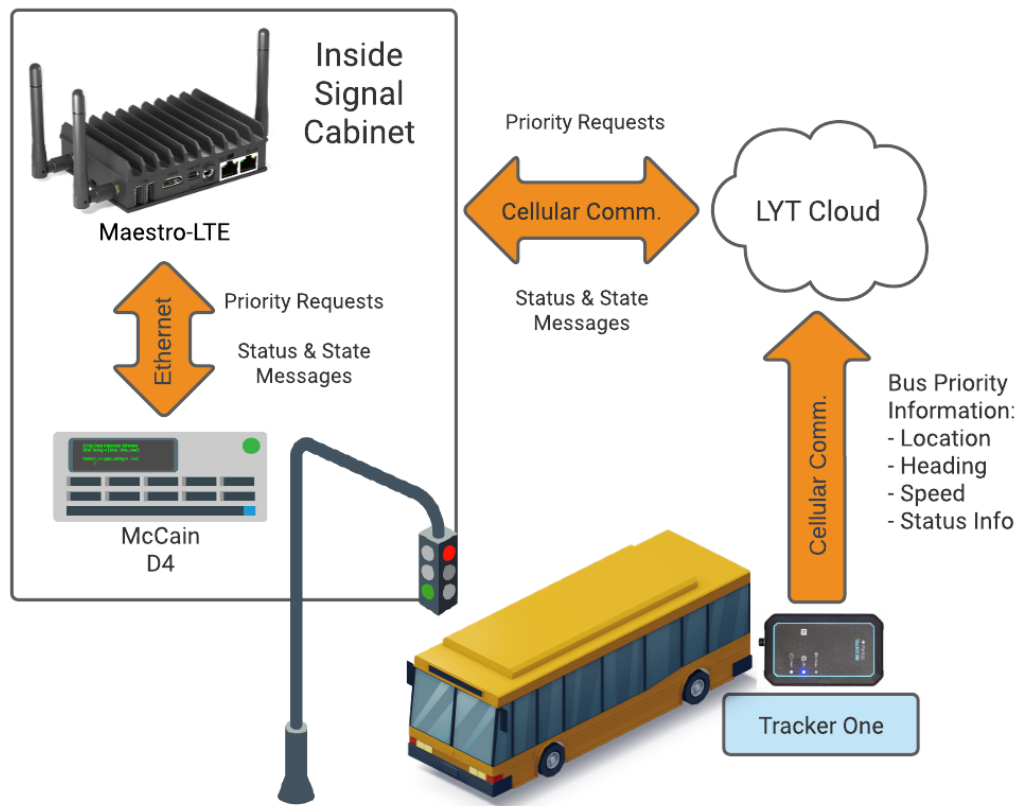 Inside
Signal
Cabinet
Maestro-LTE
Ethernet
Priority Requests
Status & State
Messages
McCain
D4
Priority Requests
Cellular Comm.
Status & State
Messages
LYT Cloud
Cellular Comm.
Bus Priority
Information:
- Location
- Heading
- Speed
- Status Info
Tracker One